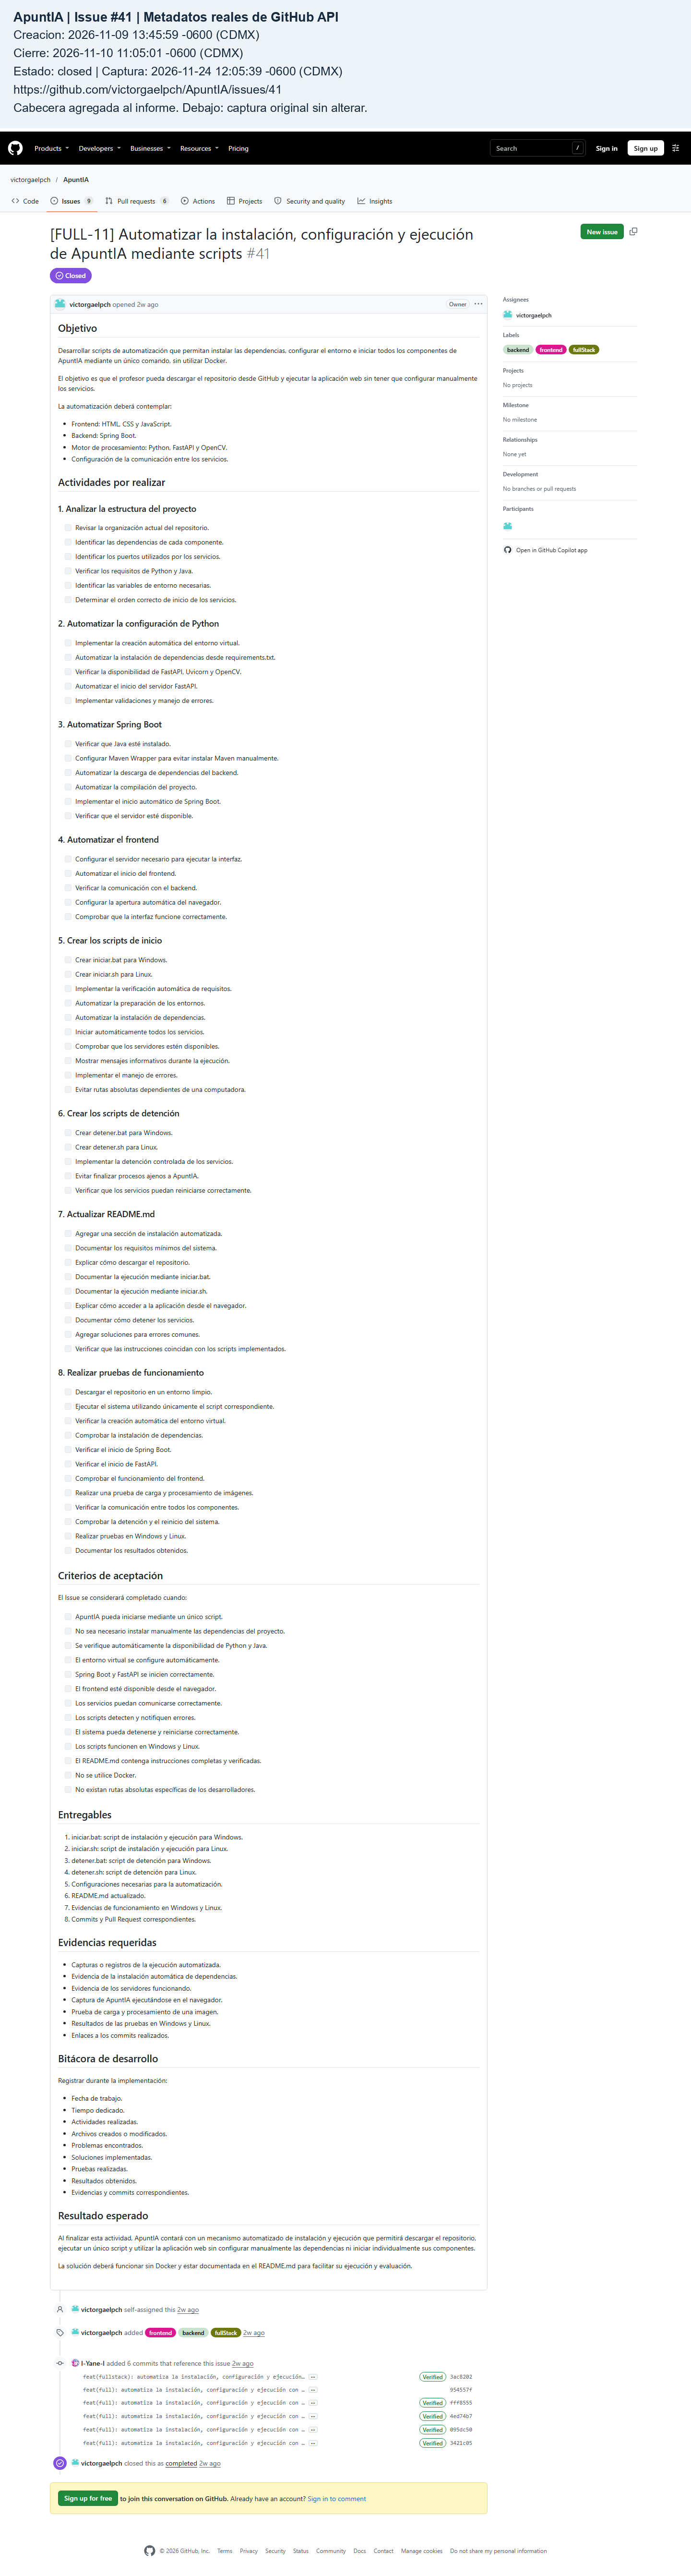 ApuntIA | Issue #41 | Metadatos reales de GitHub API
Creacion: 2026-11-09 13:45:59 -0600 (CDMX)
Cierre: 2026-11-10 11:05:01 -0600 (CDMX)
Estado: closed | Captura: 2026-11-24 12:05:39 -0600 (CDMX)
https://github.com/victorgaelpch/ApuntIA/issues/41
Cabecera agregada al informe. Debajo: captura original sin alterar.
Products Developers Businesses Resources Pricing Search / Sign in Sign up
victorgaelpch / ApuntIA
Code Issues 9 Pull requests 6 Actions Projects Security and quality Insights
[FULL-11] Automatizar la instalación, configuración y ejecución
de ApuntIA mediante scripts #41
New issue
Closed
victorgaelpch opened 2w ago Owner
Objetivo
Desarrollar scripts de automatización que permitan instalar las dependencias, configurar el entorno e iniciar todos los componentes de
ApuntIA mediante un único comando, sin utilizar Docker.
El objetivo es que el profesor pueda descargar el repositorio desde GitHub y ejecutar la aplicación web sin tener que configurar manualmente
los servicios.
La automatización deberá contemplar:
Frontend: HTML, CSS y JavaScript.
Backend: Spring Boot.
Motor de procesamiento: Python, FastAPI y OpenCV.
Configuración de la comunicación entre los servicios.
Actividades por realizar
1. Analizar la estructura del proyecto
Revisar la organización actual del repositorio.
Identificar las dependencias de cada componente.
Identificar los puertos utilizados por los servicios.
Verificar los requisitos de Python y Java.
Identificar las variables de entorno necesarias.
Determinar el orden correcto de inicio de los servicios.
2. Automatizar la configuración de Python
Implementar la creación automática del entorno virtual.
Automatizar la instalación de dependencias desde requirements.txt.
Verificar la disponibilidad de FastAPI, Uvicorn y OpenCV.
Automatizar el inicio del servidor FastAPI.
Implementar validaciones y manejo de errores.
3. Automatizar Spring Boot
Verificar que Java esté instalado.
Configurar Maven Wrapper para evitar instalar Maven manualmente.
Automatizar la descarga de dependencias del backend.
Automatizar la compilación del proyecto.
Implementar el inicio automático de Spring Boot.
Verificar que el servidor esté disponible.
4. Automatizar el frontend
Configurar el servidor necesario para ejecutar la interfaz.
Automatizar el inicio del frontend.
Verificar la comunicación con el backend.
Configurar la apertura automática del navegador.
Comprobar que la interfaz funcione correctamente.
5. Crear los scripts de inicio
Crear iniciar.bat para Windows.
Crear iniciar.sh para Linux.
Implementar la verificación automática de requisitos.
Automatizar la preparación de los entornos.
Automatizar la instalación de dependencias.
Iniciar automáticamente todos los servicios.
Comprobar que los servidores estén disponibles.
Mostrar mensajes informativos durante la ejecución.
Implementar el manejo de errores.
Evitar rutas absolutas dependientes de una computadora.
6. Crear los scripts de detención
Crear detener.bat para Windows.
Crear detener.sh para Linux.
Implementar la detención controlada de los servicios.
Evitar finalizar procesos ajenos a ApuntIA.
Verificar que los servicios puedan reiniciarse correctamente.
7. Actualizar README.md
Agregar una sección de instalación automatizada.
Documentar los requisitos mínimos del sistema.
Explicar cómo descargar el repositorio.
Documentar la ejecución mediante iniciar.bat.
Documentar la ejecución mediante iniciar.sh.
Explicar cómo acceder a la aplicación desde el navegador.
Documentar cómo detener los servicios.
Agregar soluciones para errores comunes.
Verificar que las instrucciones coincidan con los scripts implementados.
8. Realizar pruebas de funcionamiento
Descargar el repositorio en un entorno limpio.
Ejecutar el sistema utilizando únicamente el script correspondiente.
Verificar la creación automática del entorno virtual.
Comprobar la instalación de dependencias.
Verificar el inicio de Spring Boot.
Verificar el inicio de FastAPI.
Comprobar el funcionamiento del frontend.
Realizar una prueba de carga y procesamiento de imágenes.
Verificar la comunicación entre todos los componentes.
Comprobar la detención y el reinicio del sistema.
Realizar pruebas en Windows y Linux.
Documentar los resultados obtenidos.
Criterios de aceptación
El Issue se considerará completado cuando:
ApuntIA pueda iniciarse mediante un único script.
No sea necesario instalar manualmente las dependencias del proyecto.
Se verifique automáticamente la disponibilidad de Python y Java.
El entorno virtual se configure automáticamente.
Spring Boot y FastAPI se inicien correctamente.
El frontend esté disponible desde el navegador.
Los servicios puedan comunicarse correctamente.
Los scripts detecten y notifiquen errores.
El sistema pueda detenerse y reiniciarse correctamente.
Los scripts funcionen en Windows y Linux.
El README.md contenga instrucciones completas y verificadas.
No se utilice Docker.
No existan rutas absolutas específicas de los desarrolladores.
Entregables
1. iniciar.bat: script de instalación y ejecución para Windows.
2. iniciar.sh: script de instalación y ejecución para Linux.
3. detener.bat: script de detención para Windows.
4. detener.sh: script de detención para Linux.
5. Configuraciones necesarias para la automatización.
6. README.md actualizado.
7. Evidencias de funcionamiento en Windows y Linux.
8. Commits y Pull Request correspondientes.
Evidencias requeridas
Capturas o registros de la ejecución automatizada.
Evidencia de la instalación automática de dependencias.
Evidencia de los servidores funcionando.
Captura de ApuntIA ejecutándose en el navegador.
Prueba de carga y procesamiento de una imagen.
Resultados de las pruebas en Windows y Linux.
Enlaces a los commits realizados.
Bitácora de desarrollo
Registrar durante la implementación:
Fecha de trabajo.
Tiempo dedicado.
Actividades realizadas.
Archivos creados o modificados.
Problemas encontrados.
Soluciones implementadas.
Pruebas realizadas.
Resultados obtenidos.
Evidencias y commits correspondientes.
Resultado esperado
Al finalizar esta actividad, ApuntIA contará con un mecanismo automatizado de instalación y ejecución que permitirá descargar el repositorio,
ejecutar un único script y utilizar la aplicación web sin configurar manualmente las dependencias ni iniciar individualmente sus componentes.
La solución deberá funcionar sin Docker y estar documentada en el README.md para facilitar su ejecución y evaluación.
Assignees
victorgaelpch
Labels
backend frontend fullStack
Projects
No projects
Milestone
No milestone
Relationships
None yet
Development
No branches or pull requests
Participants
Open in GitHub Copilot app
victorgaelpch self-assigned this 2w ago
victorgaelpch added frontend backend fullStack 2w ago
I-Yane-I added 6 commits that reference this issue 2w ago
feat(fullstack): automatiza la instalación, configuración y ejecución… Verified 3ac8202
feat(full): automatiza la instalación, configuración y ejecución con … 954557f
feat(full): automatiza la instalación, configuración y ejecución con … Verified fff8555
feat(full): automatiza la instalación, configuración y ejecución con … Verified 4ed74b7
feat(full): automatiza la instalación, configuración y ejecución con … Verified 095dc50
feat(full): automatiza la instalación, configuración y ejecución con … Verified 3421c05
victorgaelpch closed this as completed 2w ago
Sign up for free to join this conversation on GitHub. Already have an account? Sign in to comment
© 2026 GitHub, Inc. Terms Privacy Security Status Community Docs Contact Manage cookies Do not share my personal information